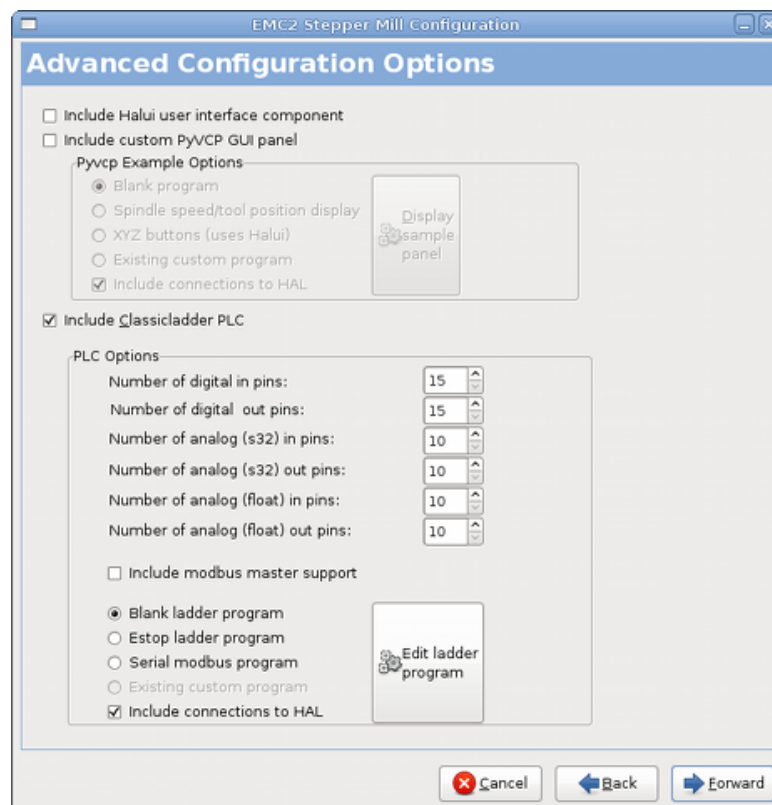 EMC2 Stepper Mill Configuration
Advanced Configuration Options
Include Halui user interface component
Include custom PyVCP GUI panel
Pyvcp Example Options
Blank program
Spindle speed/tool position display
XYZ buttons (uses Halui)
Existing custom program
Include connections to HAL
Display
sample
panel
Include Classicladder PLC
PLC Options
Number of digital in pins: 15
Number of digital out pins: 15
Number of analog (s32) in pins: 10
Number of analog (s32) out pins: 10
Number of analog (float) in pins: 10
Number of analog (float) out pins: 10
Include modbus master support
Blank ladder program
Estop ladder program
Serial modbus program
Existing custom program
Include connections to HAL
Edit ladder
program
Cancel Back Forward